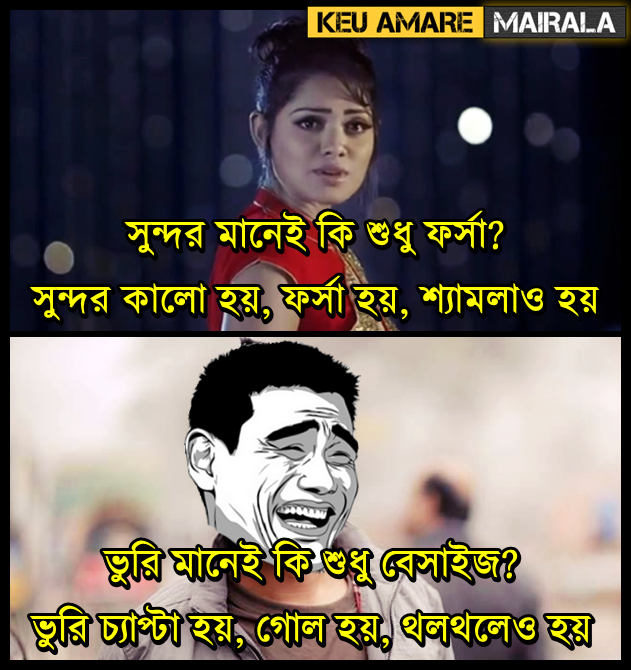 KEU AMARE MAIRALA
সুন্দর মানেই কি শুধু ফর্সা?
সুন্দর কালো হয়, ফর্সা হয়, শ্যামলাও হয়
ভুরি মানেই কি শুধু বেসাইজ?
ভুরি চ্যাপ্টা হয়, গোল হয়, থলথলেও হয়